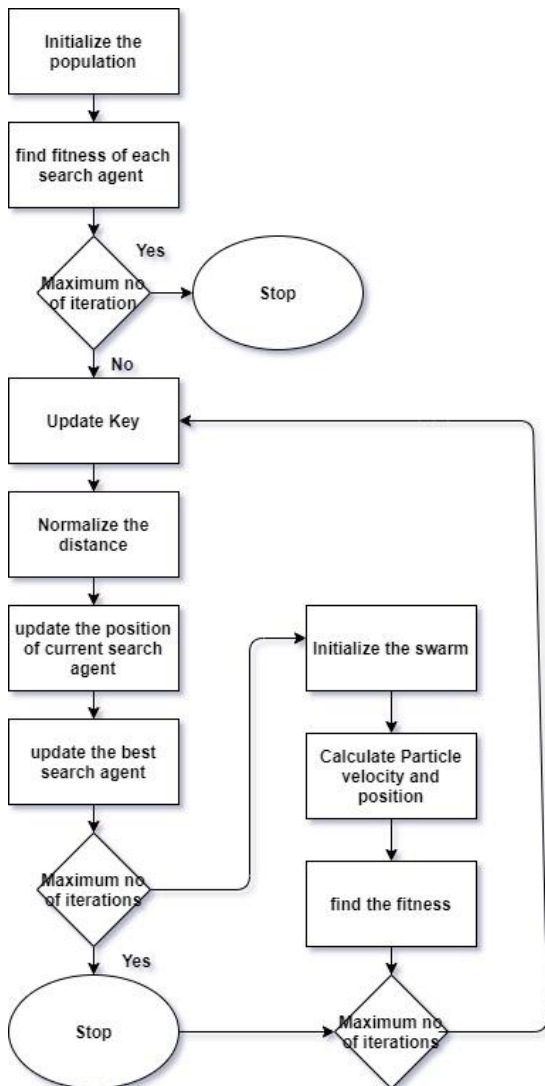 Initialize the
population
find fitness of each
search agent
Yes
Maximum no
of iteration
Stop
No
Update Key
Normalize the
distance
update the position
of current search
agent
Initialize the swarm
update the best
search agent
Calculate Particle
velocity and
position
Maximum no
of iterations
find the fitness
Yes
Stop
Maximum no
of iterations